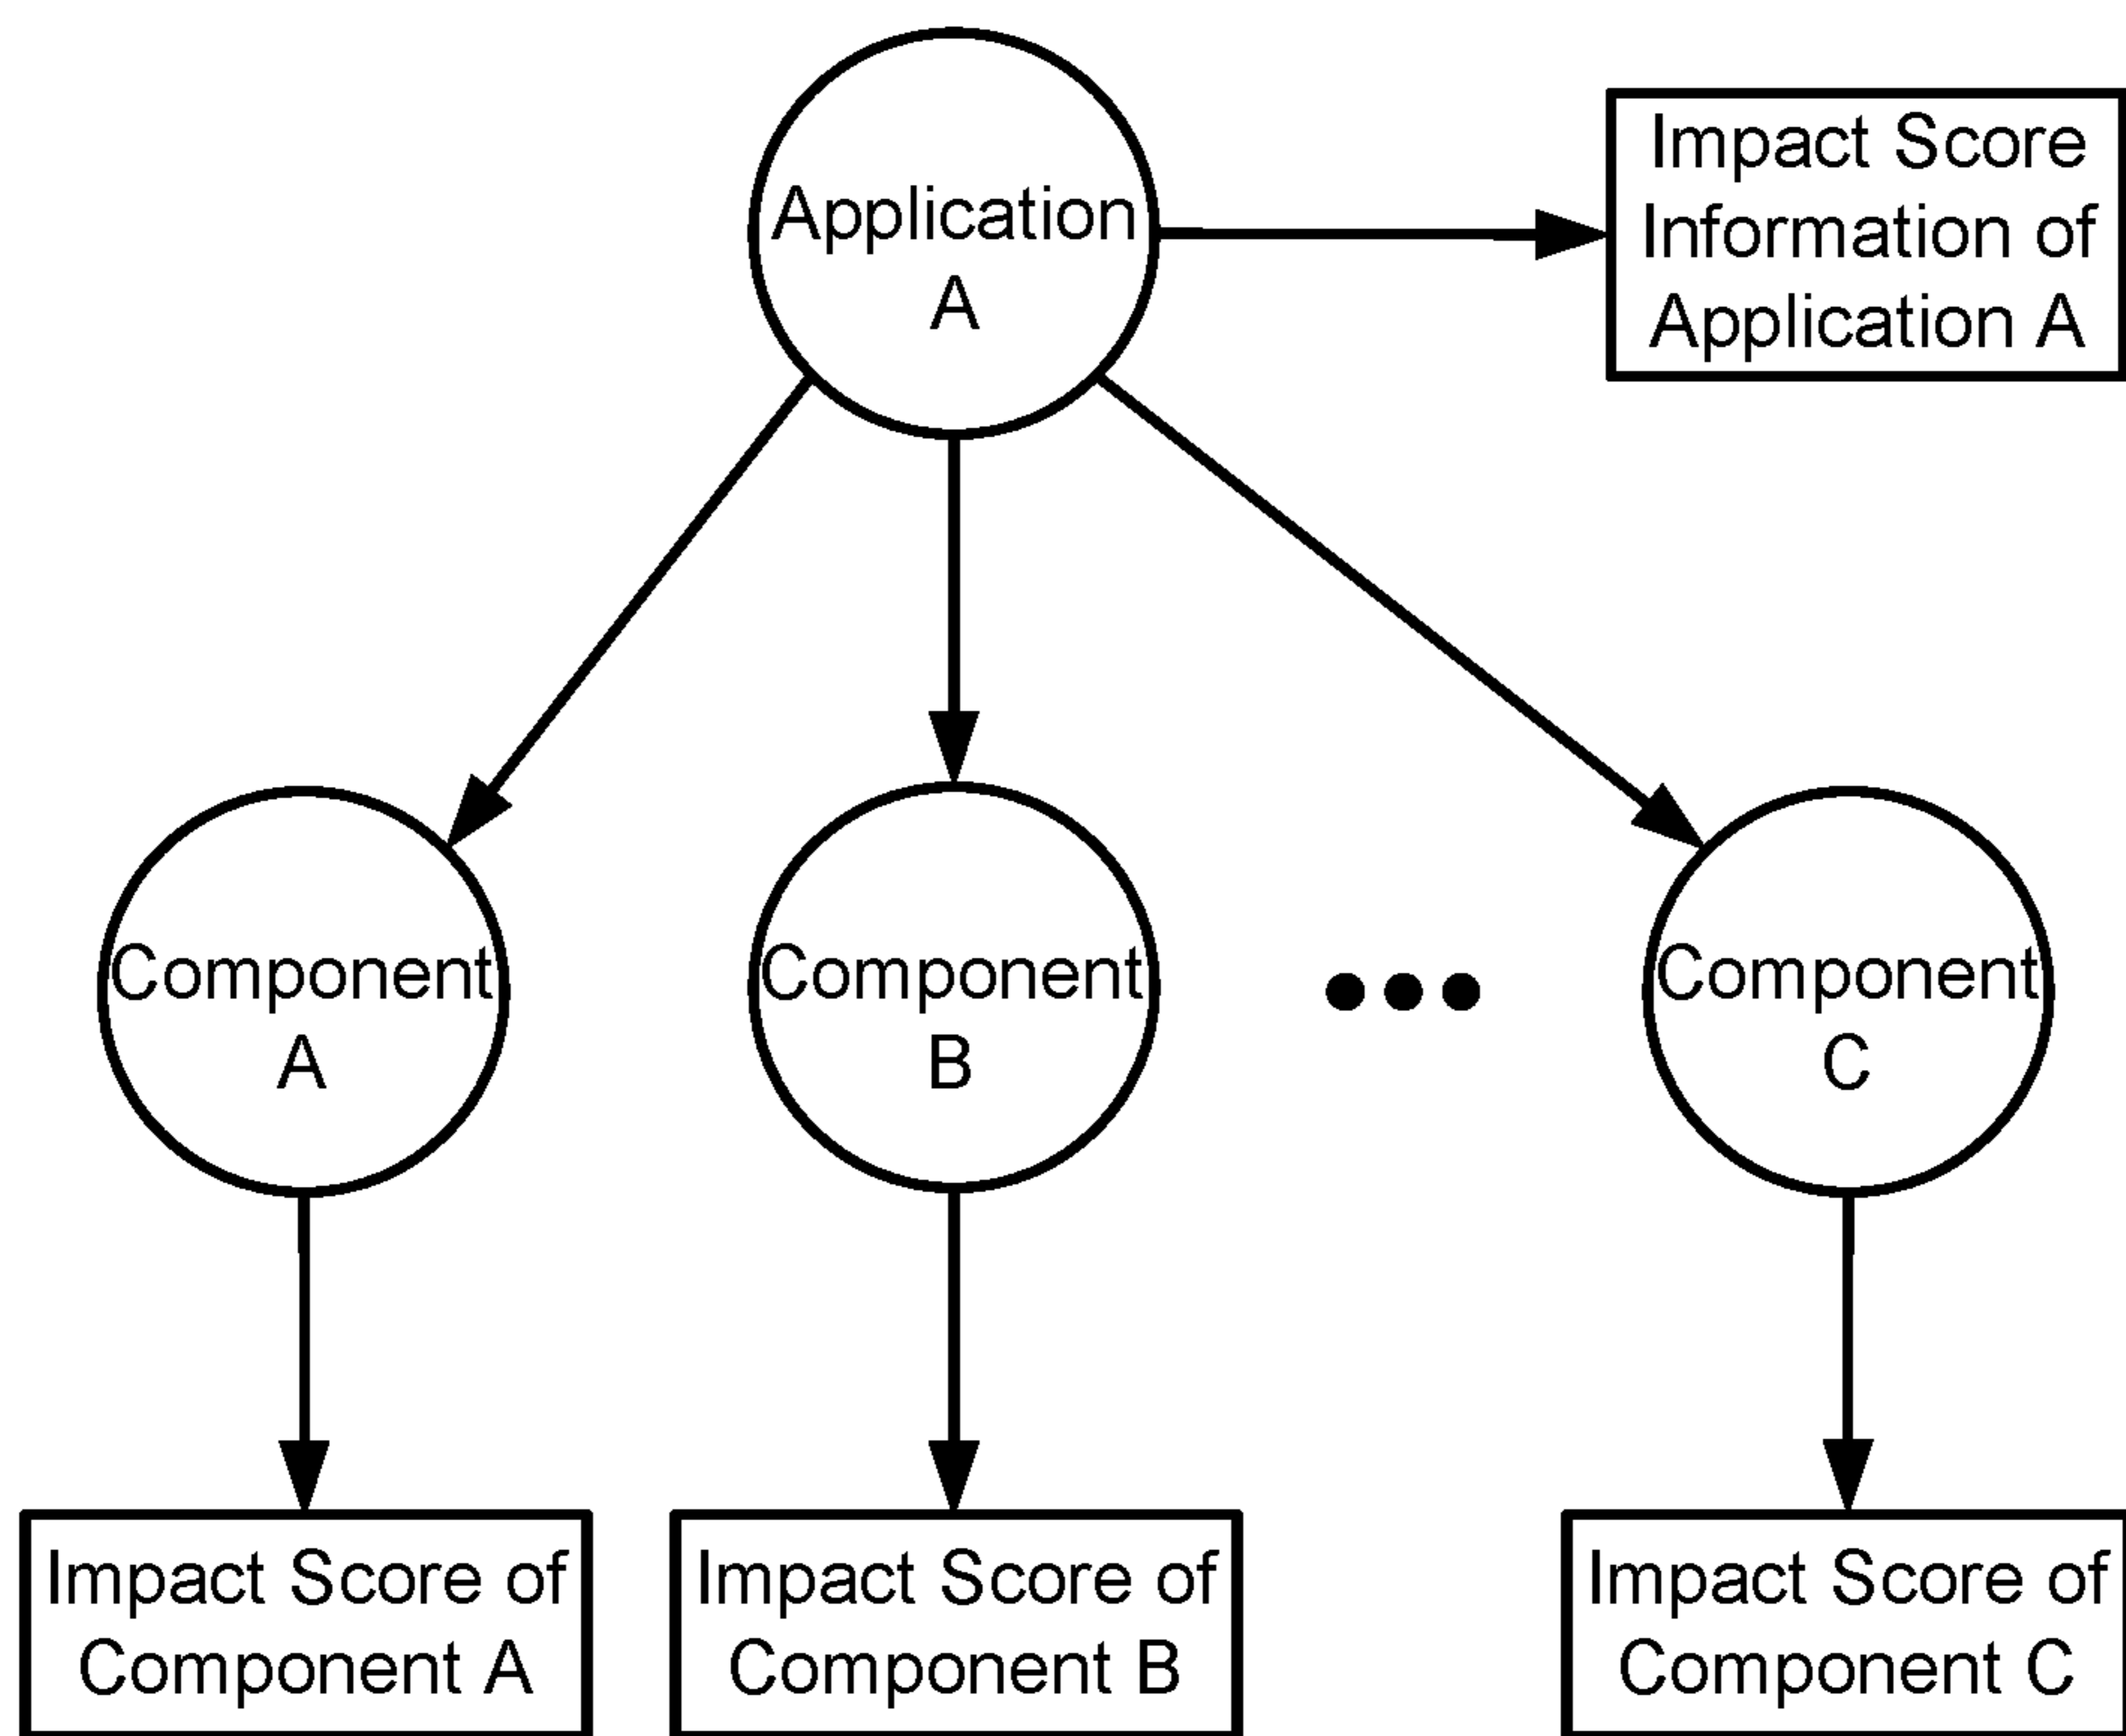 Application
A
Impact Score
Information of
Application A
Component
A
Component
B
Component
C
Impact Score of
Component A
Impact Score of
Component B
Impact Score of
Component C